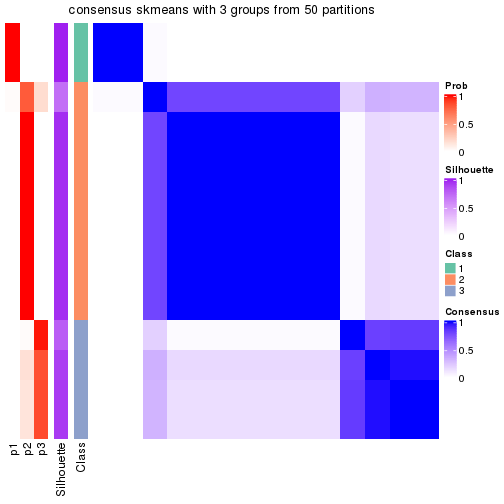 consensus skmeans with 3 groups from 50 partitions
Prob
1
0.5
0
Silhouette
1
0.5
0
Class
1
2
3
Consensus
1
0.5
0
p1
p2
p3
Silhouette
Class